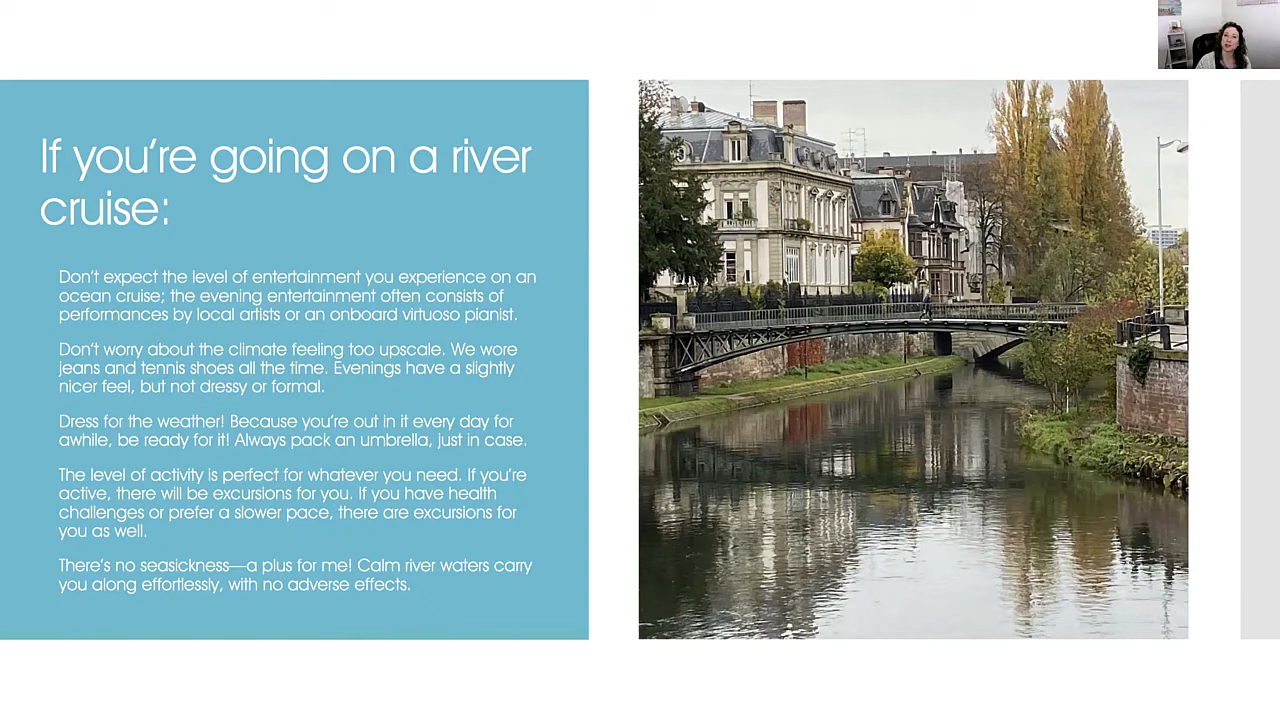 If you’re going on a river
cruise:
Don’t expect the level of entertainment you experience on an
ocean cruise; the evening entertainment often consists of
performances by local artists or an onboard virtuoso pianist.
Don’t worry about the climate feeling too upscale. We wore
jeans and tennis shoes all the time. Evenings have a slightly
nicer feel, but not dressy or formal.
Dress for the weather! Because you’re out in it every day for
awhile, be ready for it! Always pack an umbrella, just in case.
The level of activity is perfect for whatever you need. If you’re
active, there will be excursions for you. If you have health
challenges or prefer a slower pace, there are excursions for
you as well.
There’s no seasickness—a plus for me! Calm river waters carry
you along effortlessly, with no adverse effects.